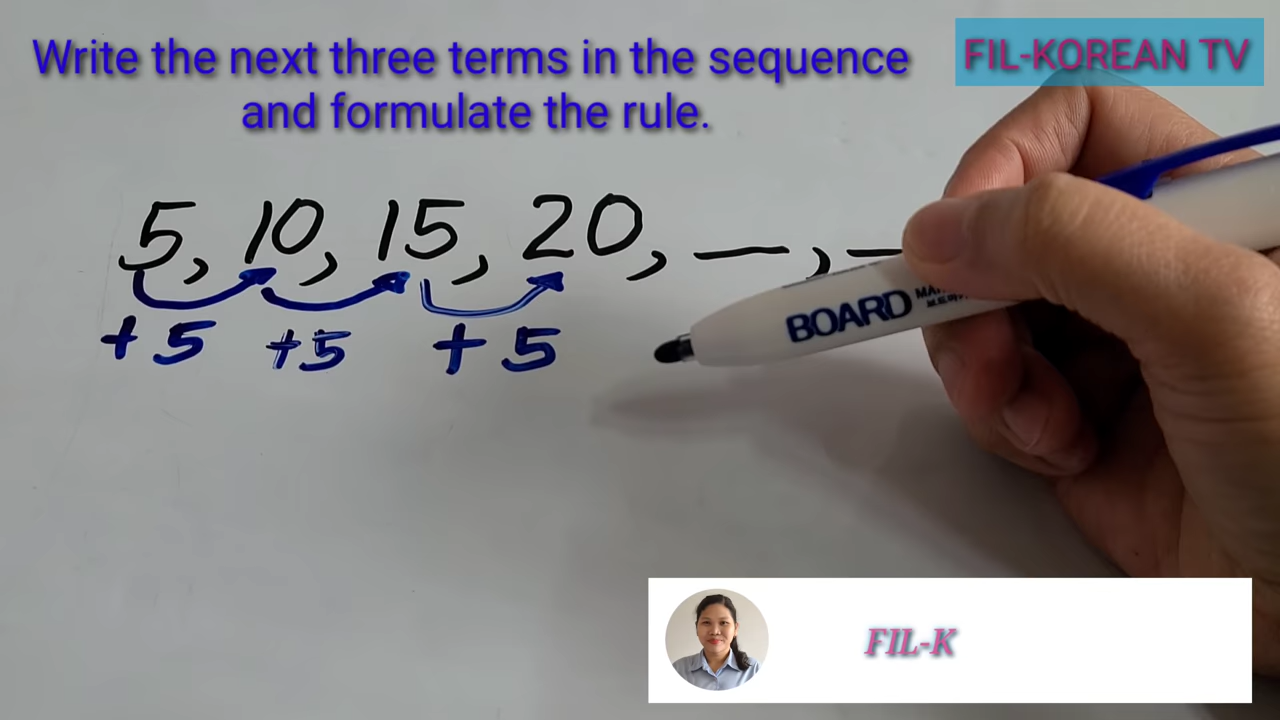 Write the next three terms in the sequence
and formulate the rule.
FIL-KOREAN TV
5, 10, 15, 20, __, _
+5 +5 +5
BOARD
FIL-K